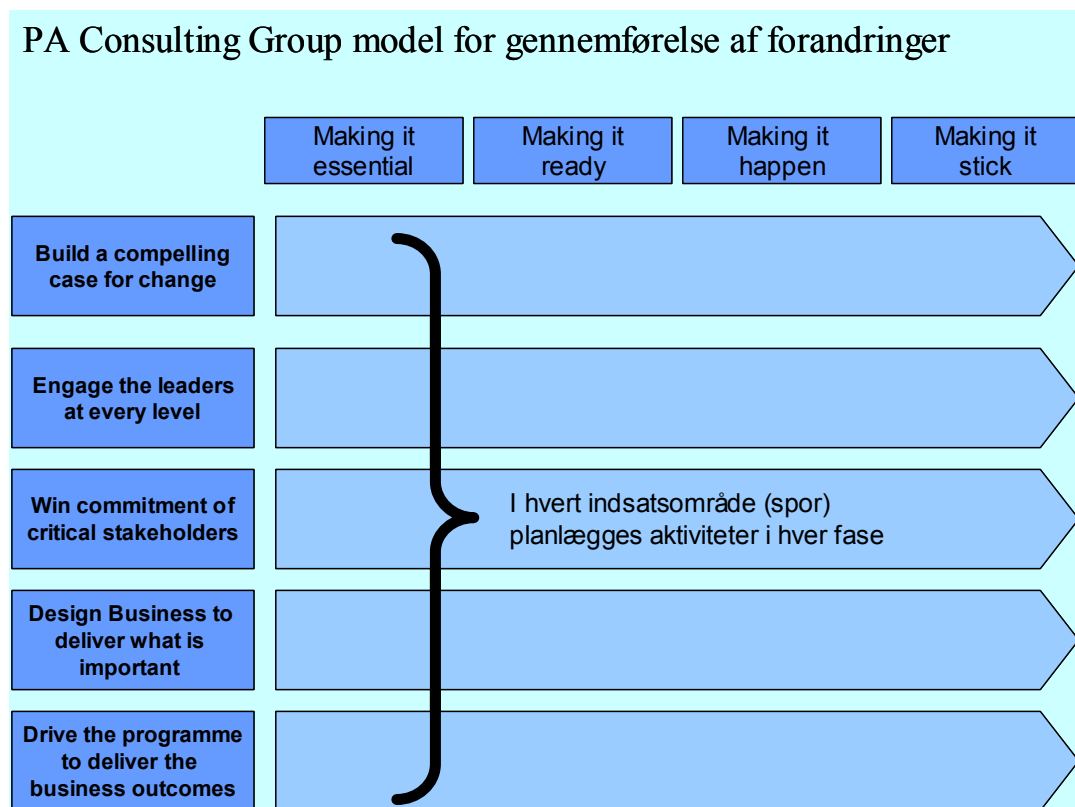 PA Consulting Group model for gennemførelse af forandringer
Making it
essential
Making it
ready
Making it
happen
Making it
stick
Build a compelling
case for change
Engage the leaders
at every level
Win commitment of
critical stakeholders
I hvert indsatsområde (spor)
planlægges aktiviteter i hver fase
Design Business to
deliver what is
important
Drive the programme
to deliver the
business outcomes